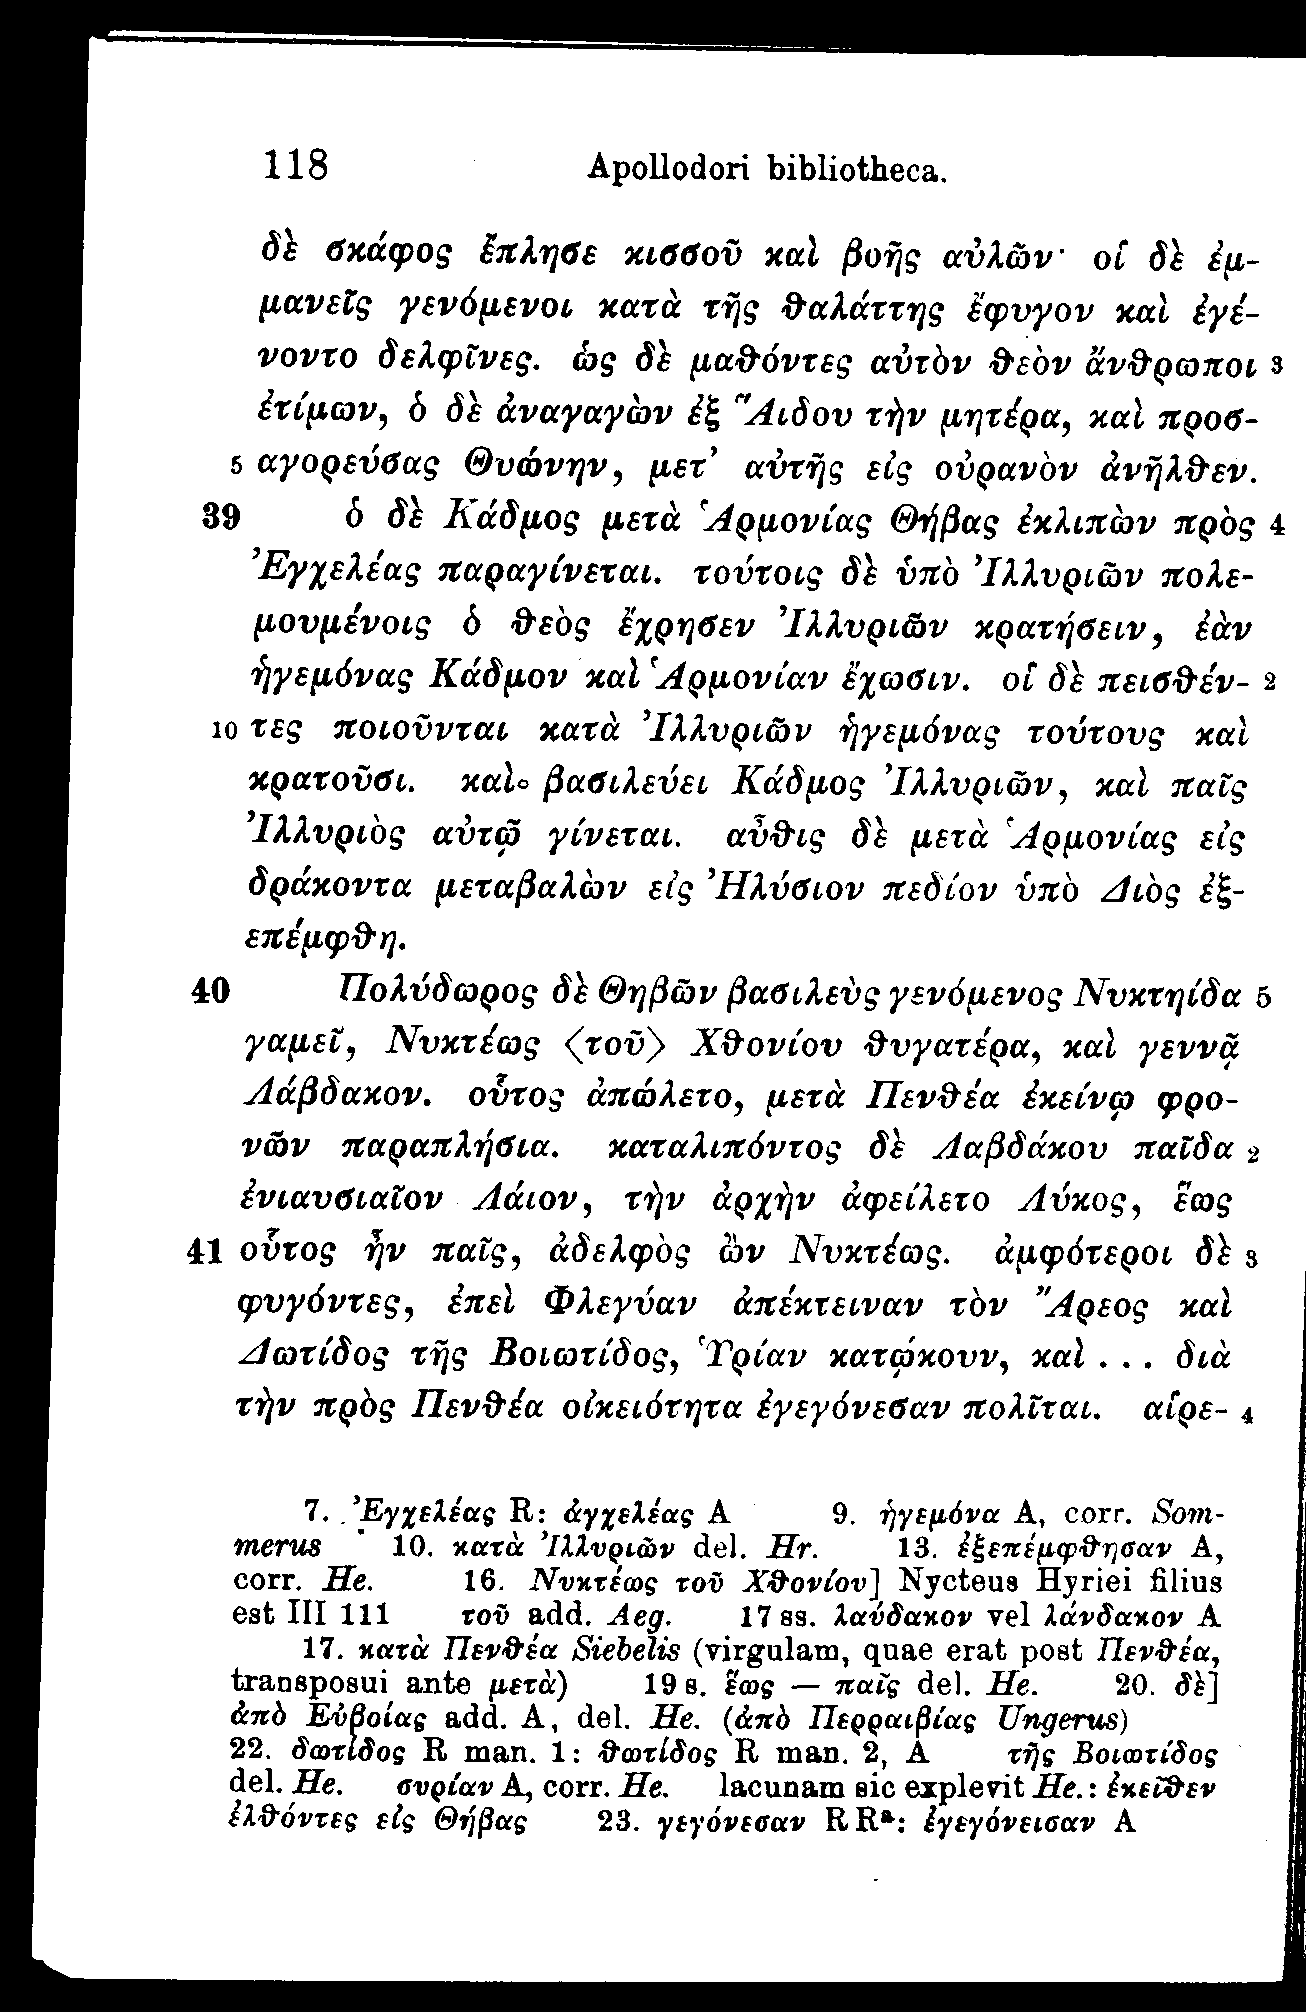 118 Apollodori bibliotheca.
δὲ σκάφος ἔπλησε κισσοῦ καὶ βοῆς αὐλῶν· οἱ δὲ ἐμ-
μανεῖς γενόμενοι κατὰ τῆς θαλάττης ἔφυγον καὶ ἐγέ-
νοντο δελφῖνες. ὡς δὲ μαθόντες αὐτὸν θεὸν ἄνθρωποι 3
ἐτίμων, ὁ δὲ ἀναγαγὼν ἐξ Ἅιδου τὴν μητέρα, καὶ προσ-
5 αγορεύσας Θυώνην, μετ’ αὐτῆς εἰς οὐρανὸν ἀνῆλθεν.
39 ὁ δὲ Κάδμος μετὰ Ἁρμονίας Θήβας ἐκλιπὼν πρὸς 4
Ἐγχελέας παραγίνεται. τούτοις δὲ ὑπὸ Ἰλλυριῶν πολε-
μουμένοις ὁ θεὸς ἔχρησεν Ἰλλυριῶν κρατήσειν, ἐὰν
ἡγεμόνας Κάδμον καὶ Ἁρμονίαν ἔχωσιν. οἱ δὲ πεισθέν- 2
10 τες ποιοῦνται κατὰ Ἰλλυριῶν ἡγεμόνας τούτους καὶ
κρατοῦσι. καὶ βασιλεύει Κάδμος Ἰλλυριῶν, καὶ παῖς
Ἰλλυριὸς αὐτῷ γίνεται. αὖθις δὲ μετὰ Ἁρμονίας εἰς
δράκοντα μεταβαλὼν εἰς Ἠλύσιον πεδίον ὑπὸ Διὸς ἐξ-
επέμφθη.
40 Πολύδωρος δὲ Θηβῶν βασιλεὺς γενόμενος Νυκτηίδα 5
γαμεῖ, Νυκτέως ⟨τοῦ⟩ Χθονίου θυγατέρα, καὶ γεννᾷ
Λάβδακον. οὗτος ἀπώλετο, μετὰ Πενθέα ἐκείνῳ φρο-
νῶν παραπλήσια. καταλιπόντος δὲ Λαβδάκου παῖδα 2
ἐνιαυσιαῖον Λάιον, τὴν ἀρχὴν ἀφείλετο Λύκος, ἕως
41 οὗτος ἦν παῖς, ἀδελφὸς ὢν Νυκτέως. ἀμφότεροι δὲ 3
φυγόντες, ἐπεὶ Φλεγύαν ἀπέκτειναν τὸν Ἄρεος καὶ
Δωτίδος τῆς Βοιωτίδος, Ὑρίαν κατῴκουν, καὶ . . . διὰ
τὴν πρὸς Πενθέα οἰκειότητα ἐγεγόνεσαν πολῖται. αἱρε- 4
7. Ἐγχελέας R: ἀγχελέας A 9. ἡγεμόνα A, corr. Som-
merus 10. κατὰ Ἰλλυριῶν del. Hr. 13. ἐξεπέμφθησαν A,
corr. He. 16. Νυκτέως τοῦ Χθονίου] Nycteus Hyriei filius
est III 111 τοῦ add. Aeg. 17 ss. λαύδακον vel λάνδακον A
17. κατὰ Πενθέα Siebelis (virgulam, quae erat post Πενθέα,
transposui ante μετὰ) 19 s. ἕως — παῖς del. He. 20. δὲ]
ἀπὸ Εὐβοίας add. A, del. He. (ἀπὸ Περραιβίας Ungerus)
22. δωτίδος R man. 1: θωτίδος R man. 2, A τῆς Βοιωτίδος
del. He. συρίαν A, corr. He. lacunam sic explevit He.: ἐκεῖθεν
ἐλθόντες εἰς Θήβας 23. γεγόνεσαν R Rᵃ: ἐγεγόνεισαν A